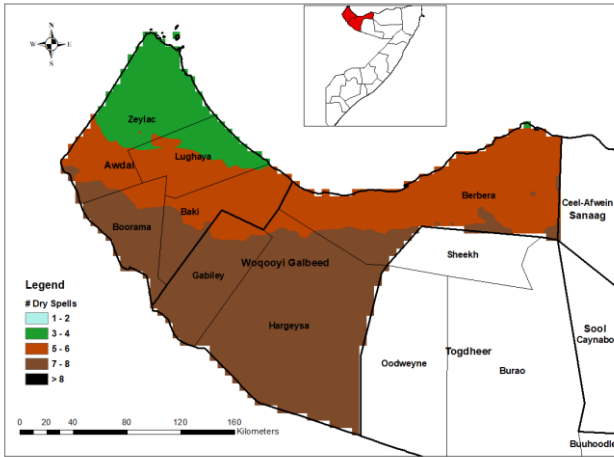 N
W E
S
Zeylac
Lughaya
Awdal
Baki
Boorama
Berbera
Ceel-Afwein
Sanaag
Sheekh
Woqooyi Galbeed
Gabiley
Hargeysa
Sool
Caynabo
Oodweyne
Togdheer
Burao
Buuhoodle
Legend
# Dry Spells
1 - 2
3 - 4
5 - 6
7 - 8
> 8
0 20 40 80 120 160
Kilometers